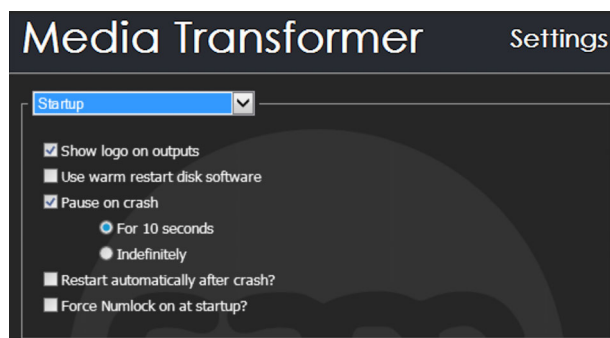 Media Transformer Settings
Startup
Show logo on outputs
Use warm restart disk software
Pause on crash
For 10 seconds
Indefinitely
Restart automatically after crash?
Force Numlock on at startup?